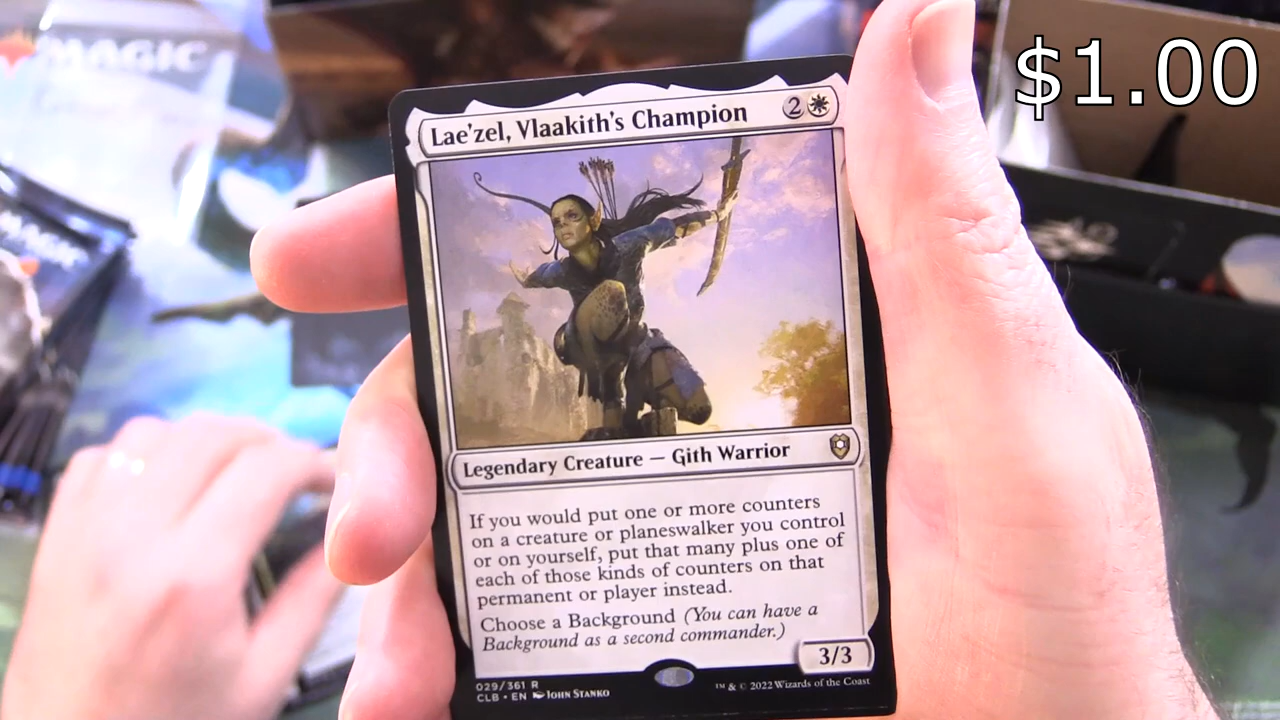 MAGIC
$1.00
Lae'zel, Vlaakith's Champion 2
MAGIC
Legendary Creature — Gith Warrior
If you would put one or more counters
on a creature or planeswalker you control
or on yourself, put that many plus one of
each of those kinds of counters on that
permanent or player instead.
Choose a Background (You can have a
Background as a second commander.)
3/3
029/361 R
CLB • EN John Stanko
™ & © 2022 Wizards of the Coast